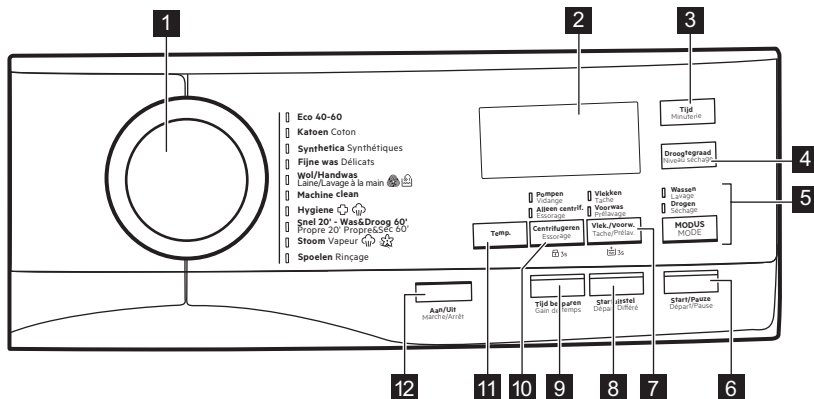 1
2
3
Eco 40-60
Katoen Coton
Synthetica Synthétiques
Fijne was Délicats
Wol/Handwas
Laine/Lavage à la main
Machine clean
Hygiene
Snel 20' - Was&Droog 60'
Propre 20' Propre&Sec 60'
Stoom Vapeur
Spoelen Rinçage
Tijd
Minuterie
Droogtegraad
Niveau séchage
4
Pompen
Vidange
Alleen centrif.
Essorage
Vlekken
Tache
Voorwas
Prélavage
Wassen
Lavage
Drogen
Séchage
5
Temp.
Centrifugeren
Essorage
Vlek./Voorw.
Tache/Prélav.
MODUS
MODE
3s
3s
Aan/Uit
Marche/Arrêt
Tijd besparen
Gain de temps
Startuitstel
Départ Différé
Start/Pauze
Départ/Pause
12
11
10
9
8
7
6